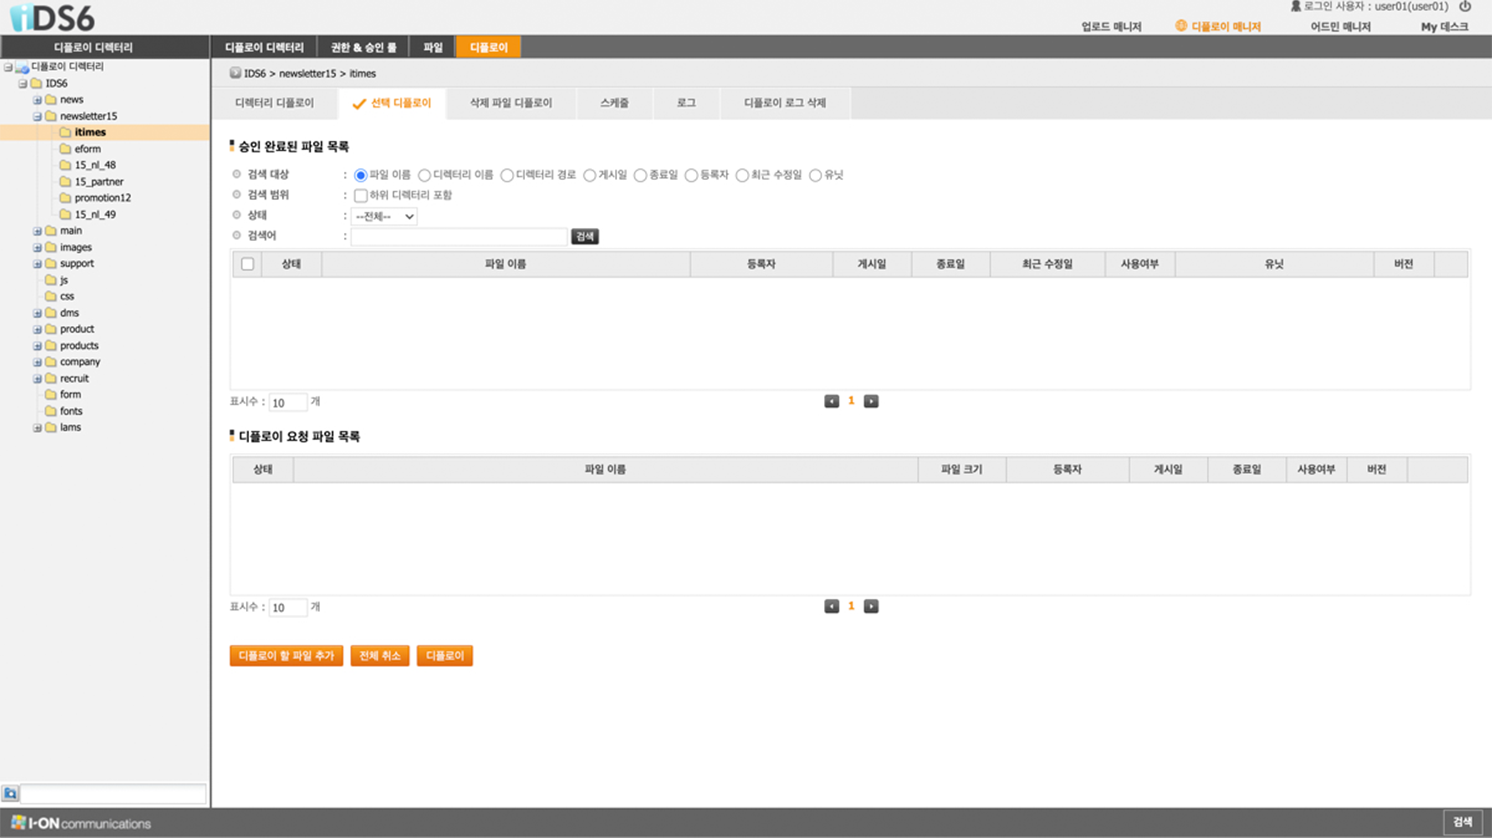 iDS6
로그인 사용자 : user01(user01)
업로드 매니저 디플로이 매니저 어드민 매니저 My 데스크
디플로이 디렉터리
디플로이 디렉터리 권한 & 승인 룰 파일 디플로이
디플로이 디렉터리
IDS6
news
newsletter15
itimes
eform
15_nl_48
15_partner
promotion12
15_nl_49
main
images
support
js
css
dms
product
products
company
recruit
form
fonts
lams
IDS6 > newsletter15 > itimes
디렉터리 디플로이 선택 디플로이 삭제 파일 디플로이 스케줄 로그 디플로이 로그 삭제
승인 완료된 파일 목록
검색 대상 : 파일 이름 디렉터리 이름 디렉터리 경로 게시일 종료일 등록자 최근 수정일 유닛
검색 범위 : 하위 디렉터리 포함
상태 : --전체--
검색어 : 검색
상태 파일 이름 등록자 게시일 종료일 최근 수정일 사용여부 유닛 버전
표시수 : 10 개 1
디플로이 요청 파일 목록
상태 파일 이름 파일 크기 등록자 게시일 종료일 사용여부 버전
표시수 : 10 개 1
디플로이 할 파일 추가 전체 취소 디플로이
I-ON communications 검색